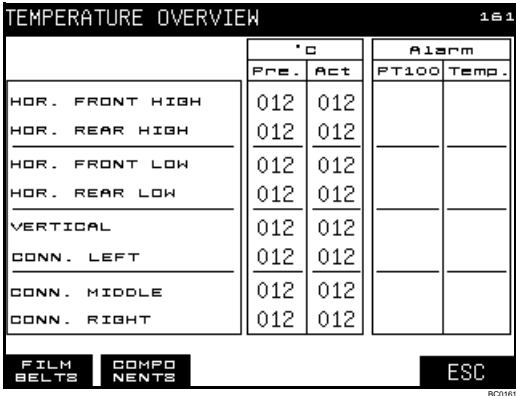 TEMPERATURE OVERVIEW 161
°C Alarm
Pre. Act PT100 Temp.
HOR. FRONT HIGH 012 012
HOR. REAR HIGH 012 012
HOR. FRONT LOW 012 012
HOR. REAR LOW 012 012
VERTICAL 012 012
CONN. LEFT 012 012
CONN. MIDDLE 012 012
CONN. RIGHT 012 012
FILM BELTS COMPO NENTS ESC
BC0161